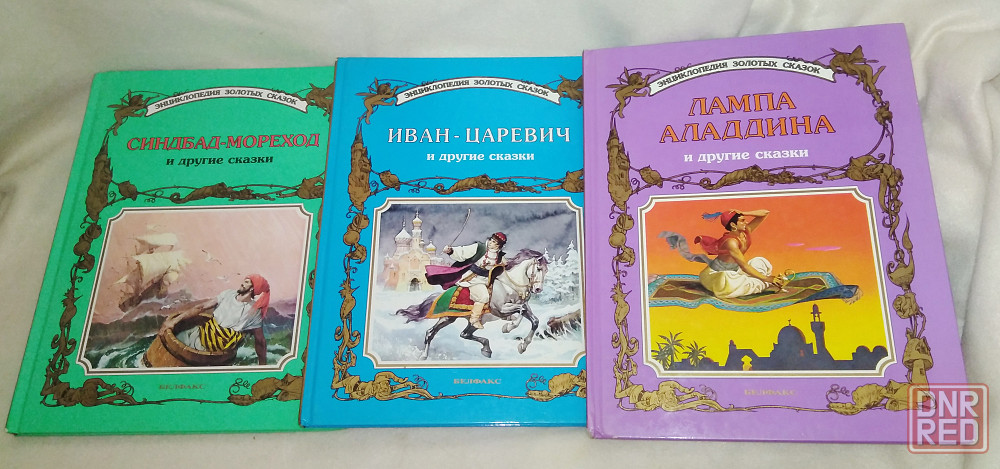 ЭНЦИКЛОПЕДИЯ ЗОЛОТЫХ СКАЗОК
СИНДБАД-МОРЕХОД
и другие сказки
БЕЛФАКС
ЭНЦИКЛОПЕДИЯ ЗОЛОТЫХ СКАЗОК
ИВАН-ЦАРЕВИЧ
и другие сказки
БЕЛФАКС
ЭНЦИКЛОПЕДИЯ ЗОЛОТЫХ СКАЗОК
ЛАМПА
АЛАДДИНА
и другие сказки
БЕЛФАКС
DNR
RED